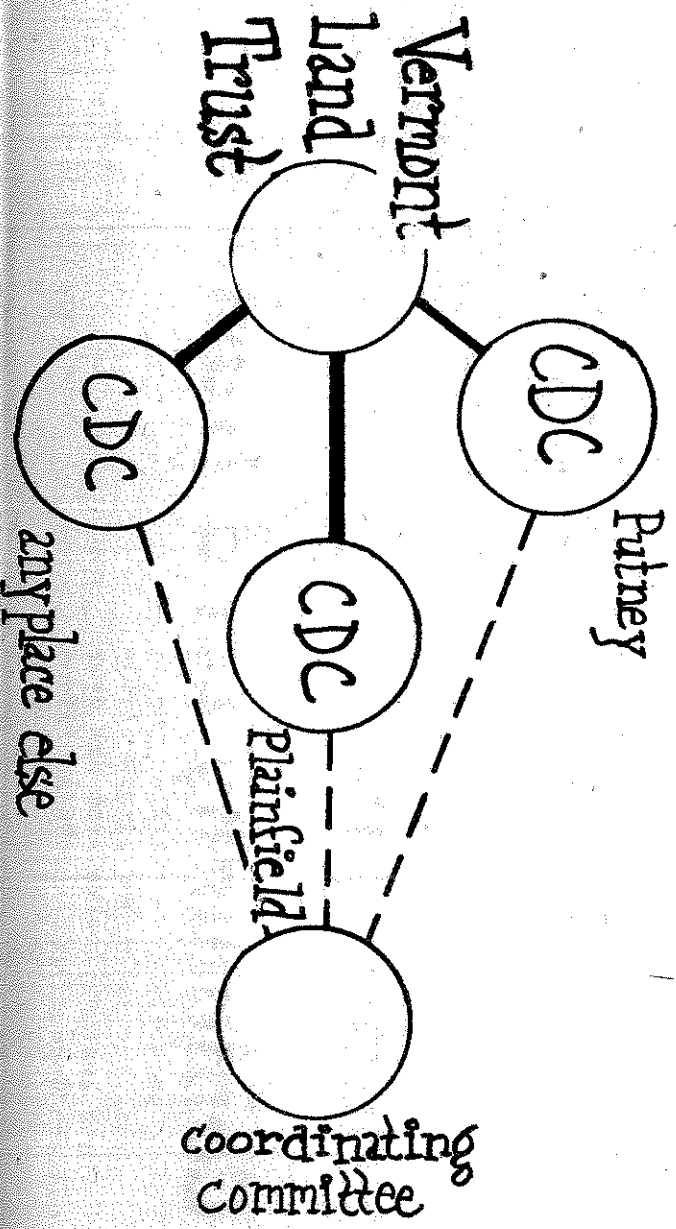 Vermont
Land
Trust
CDC
Putney
CDC
Plainfield
CDC
anyplace else
coordinating
committee